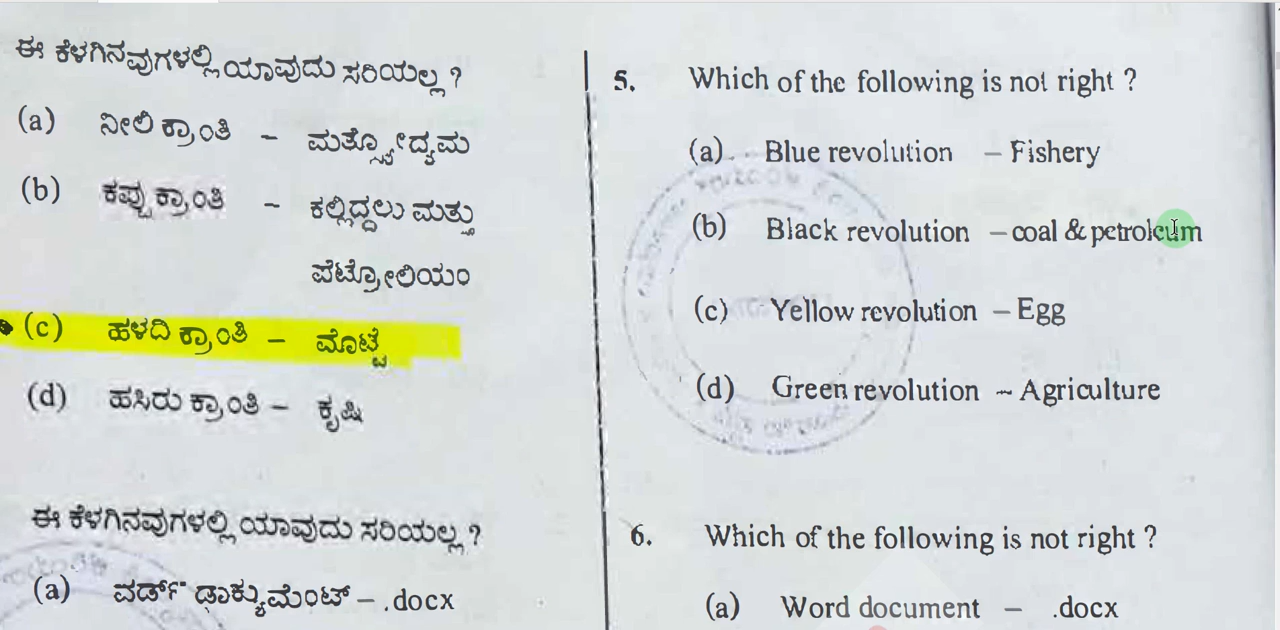 ಈ ಕೆಳಗಿನವುಗಳಲ್ಲಿ ಯಾವುದು ಸರಿಯಲ್ಲ ?
(a) ನೀಲಿ ಕ್ರಾಂತಿ – ಮತ್ಸ್ಯೋದ್ಯಮ
(b) ಕಪ್ಪು ಕ್ರಾಂತಿ – ಕಲ್ಲಿದ್ದಲು ಮತ್ತು
ಪೆಟ್ರೋಲಿಯಂ
(c) ಹಳದಿ ಕ್ರಾಂತಿ – ಮೊಟ್ಟೆ
(d) ಹಸಿರು ಕ್ರಾಂತಿ – ಕೃಷಿ
ಈ ಕೆಳಗಿನವುಗಳಲ್ಲಿ ಯಾವುದು ಸರಿಯಲ್ಲ ?
(a) ವರ್ಡ್ ಡಾಕ್ಯುಮೆಂಟ್ – .docx
5. Which of the following is not right ?
(a) Blue revolution – Fishery
(b) Black revolution – coal & petroleum
(c) Yellow revolution – Egg
(d) Green revolution – Agriculture
6. Which of the following is not right ?
(a) Word document – .docx